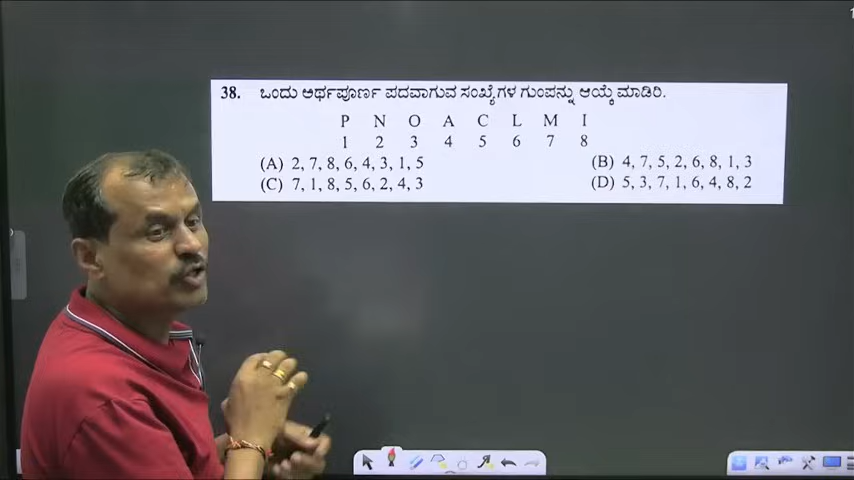 38. ಒಂದು ಅರ್ಥಪೂರ್ಣ ಪದವಾಗುವ ಸಂಖ್ಯೆಗಳ ಗುಂಪನ್ನು ಆಯ್ಕೆ ಮಾಡಿರಿ.
P N O A C L M I
1 2 3 4 5 6 7 8
(A) 2, 7, 8, 6, 4, 3, 1, 5 (B) 4, 7, 5, 2, 6, 8, 1, 3
(C) 7, 1, 8, 5, 6, 2, 4, 3 (D) 5, 3, 7, 1, 6, 4, 8, 2